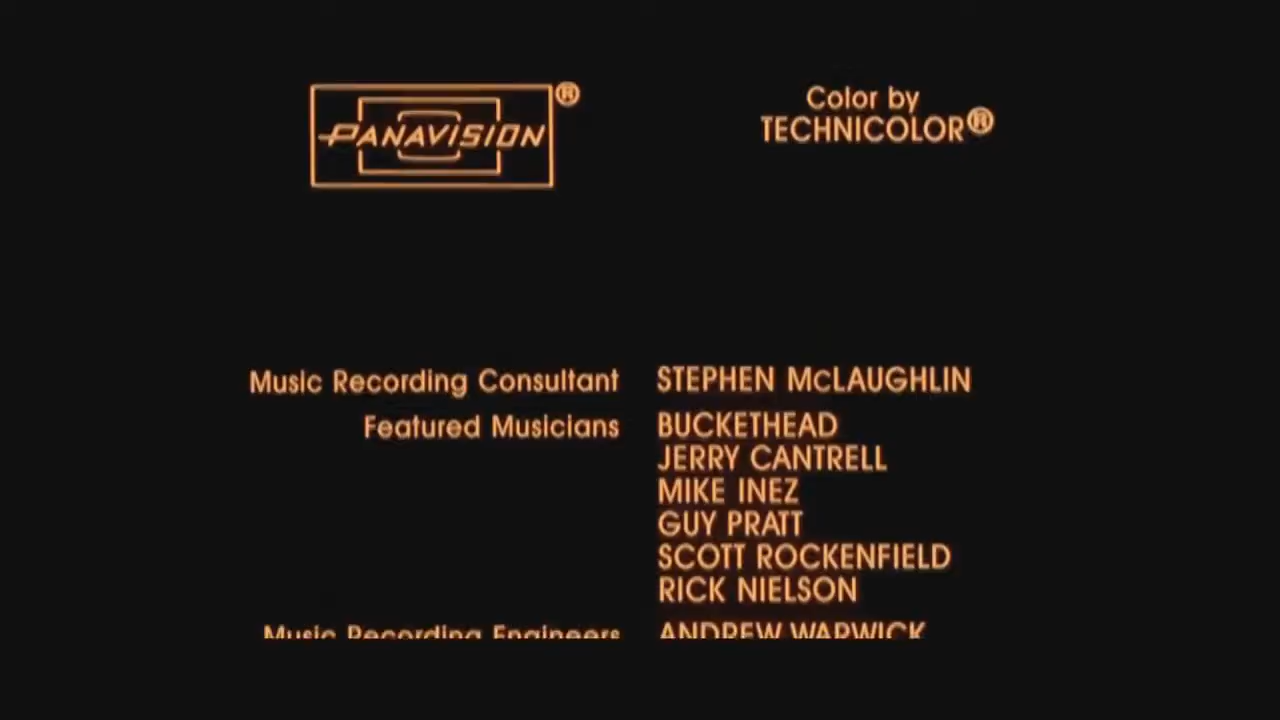 PANAVISION®
Color by
TECHNICOLOR®
Music Recording Consultant STEPHEN McLAUGHLIN
Featured Musicians BUCKETHEAD
JERRY CANTRELL
MIKE INEZ
GUY PRATT
SCOTT ROCKENFIELD
RICK NIELSON
Music Recording Engineers ANDREW WARWICK